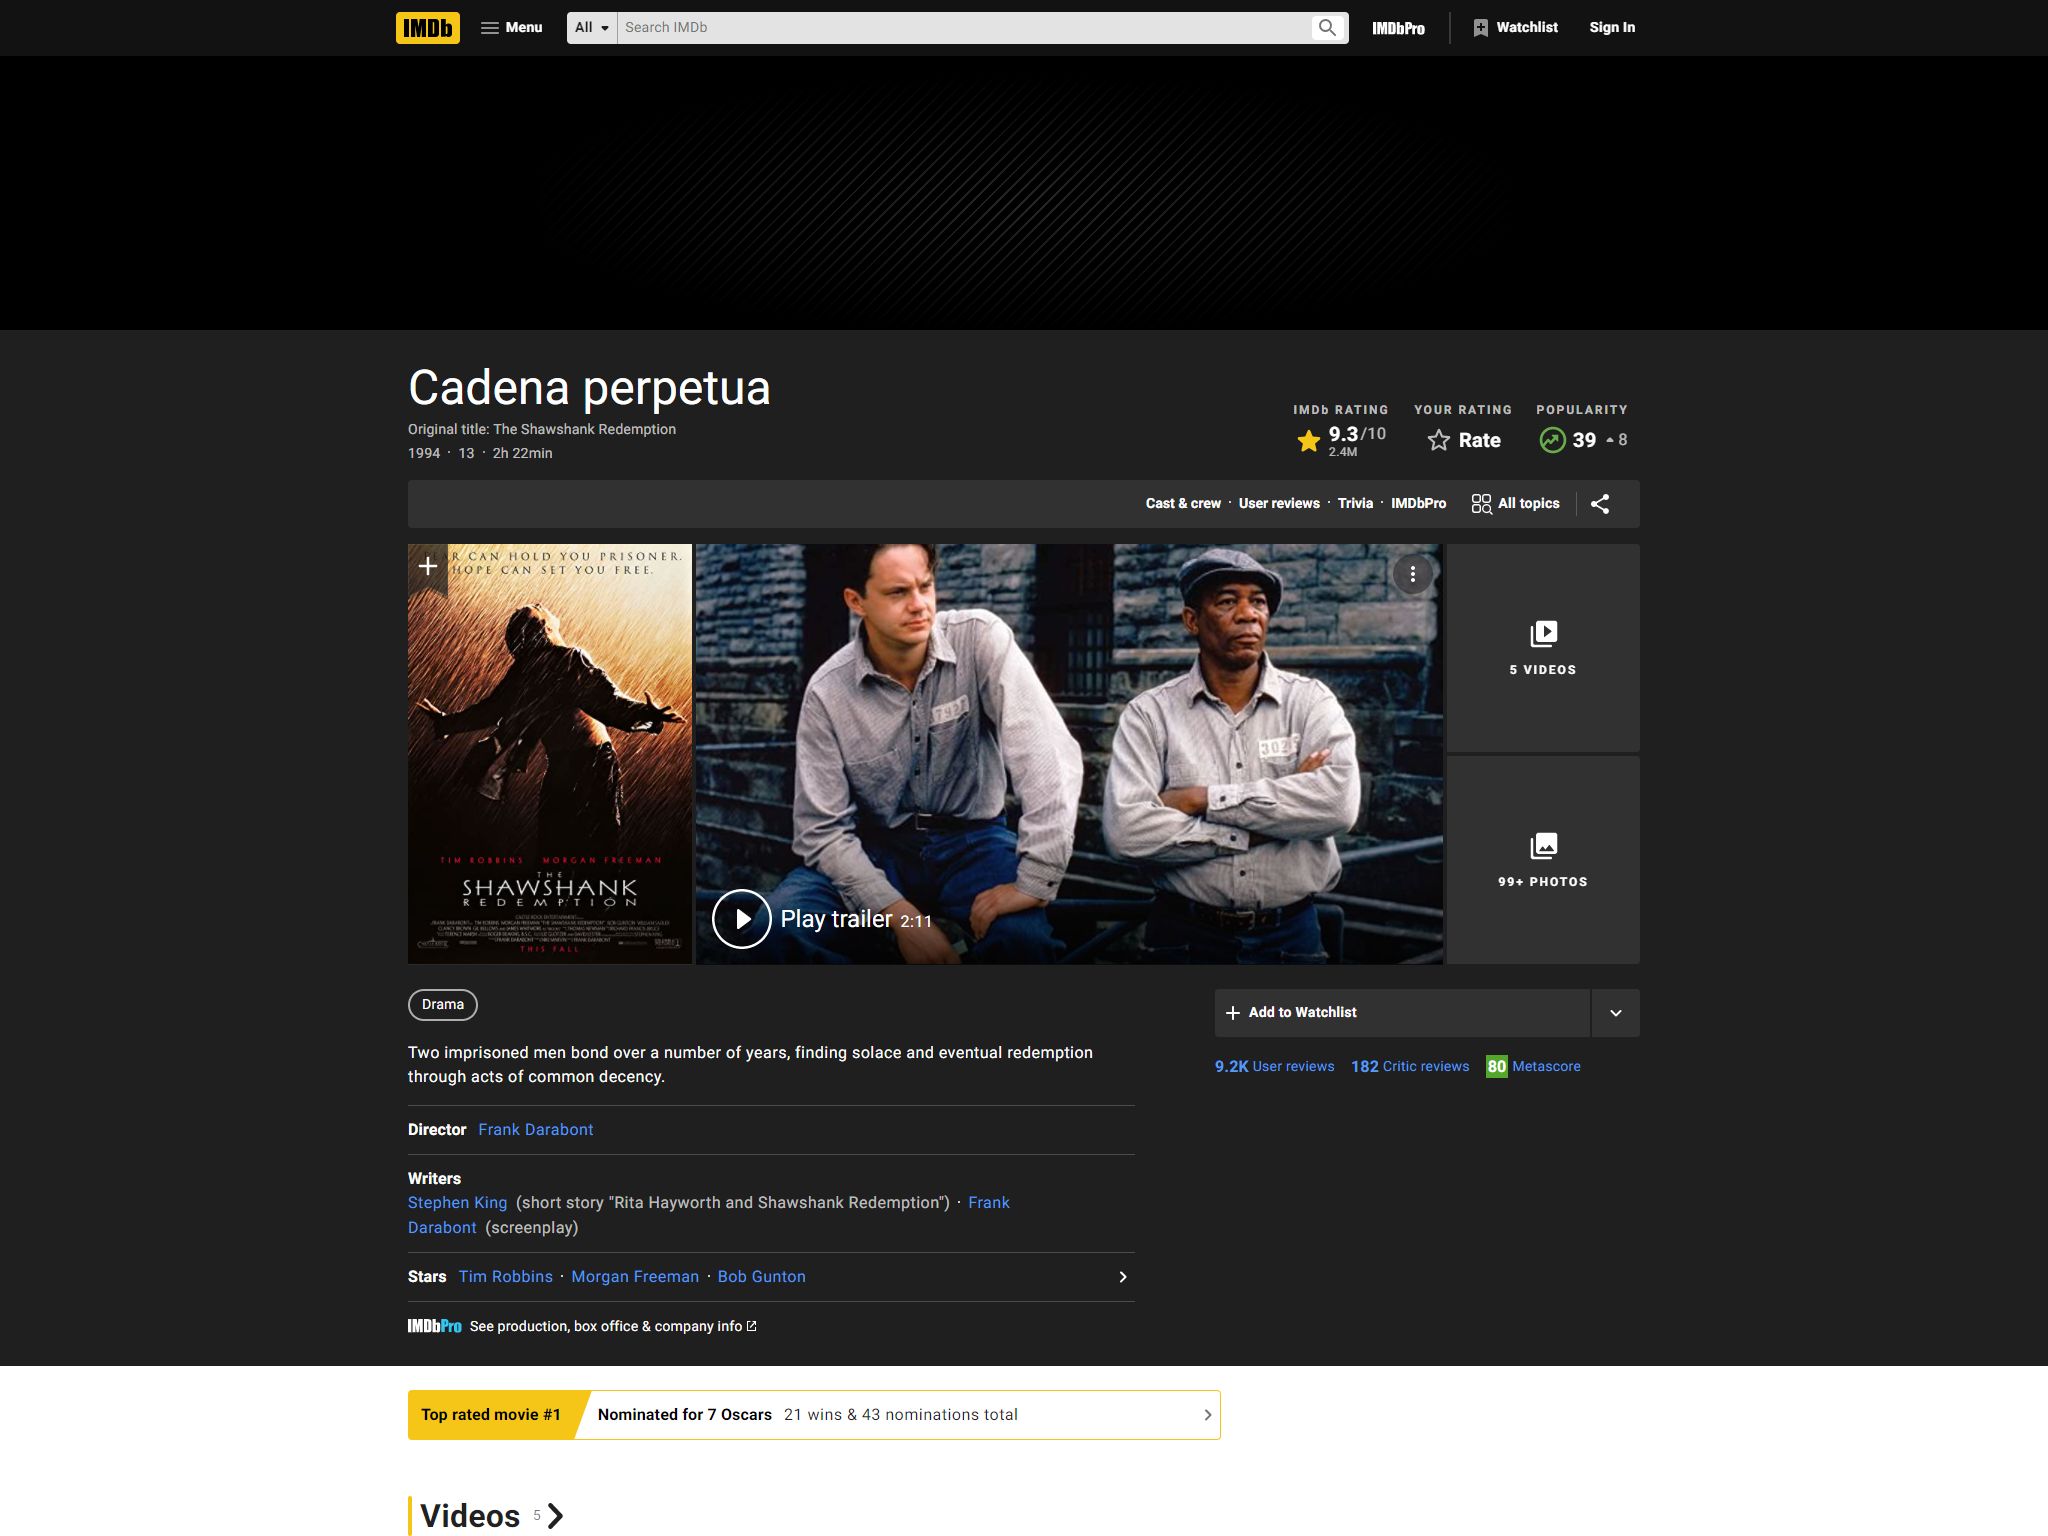 IMDb
Menu
All
Search IMDb
IMDbPro
Watchlist
Sign In
Cadena perpetua
Original title: The Shawshank Redemption
1994 · 13 · 2h 22min
IMDb RATING
9.3/10
2.4M
YOUR RATING
Rate
POPULARITY
39
8
Cast & crew · User reviews · Trivia · IMDbPro
All topics
FEAR CAN HOLD YOU PRISONER.
HOPE CAN SET YOU FREE.
TIM ROBBINS MORGAN FREEMAN
THE
SHAWSHANK
REDEMPTION
THIS FALL
Play trailer 2:11
5 VIDEOS
99+ PHOTOS
Drama
Two imprisoned men bond over a number of years, finding solace and eventual redemption
through acts of common decency.
Add to Watchlist
9.2K User reviews
182 Critic reviews
80 Metascore
Director Frank Darabont
Writers
Stephen King (short story "Rita Hayworth and Shawshank Redemption") · Frank
Darabont (screenplay)
Stars Tim Robbins · Morgan Freeman · Bob Gunton
IMDbPro See production, box office & company info
Top rated movie #1
Nominated for 7 Oscars 21 wins & 43 nominations total
Videos 5